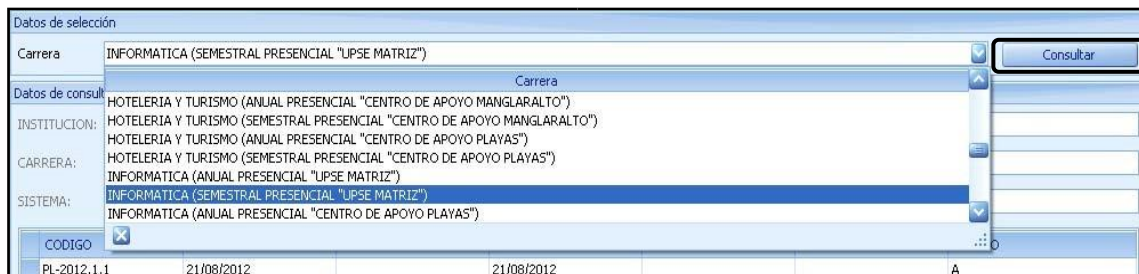 Datos de selección
Carrera INFORMATICA (SEMESTRAL PRESENCIAL "UPSE MATRIZ") Consultar
Carrera
Datos de consult
HOTELERIA Y TURISMO (ANUAL PRESENCIAL "CENTRO DE APOYO MANGLARALTO")
INSTITUCION: HOTELERIA Y TURISMO (SEMESTRAL PRESENCIAL "CENTRO DE APOYO MANGLARALTO")
HOTELERIA Y TURISMO (ANUAL PRESENCIAL "CENTRO DE APOYO PLAYAS")
CARRERA: HOTELERIA Y TURISMO (SEMESTRAL PRESENCIAL "CENTRO DE APOYO PLAYAS")
INFORMATICA (ANUAL PRESENCIAL "UPSE MATRIZ")
SISTEMA: INFORMATICA (SEMESTRAL PRESENCIAL "UPSE MATRIZ")
INFORMATICA (ANUAL PRESENCIAL "CENTRO DE APOYO PLAYAS")
CODIGO O
PL-2012.1.1 21/08/2012 21/08/2012 A